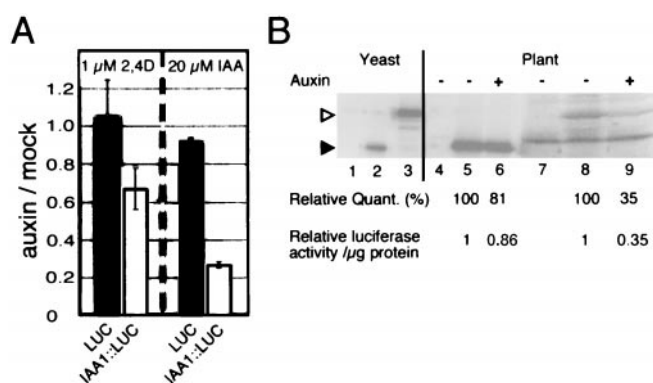 A
1 µM 2,4D
20 µM IAA
auxin / mock
1.2
1.0
0.8
0.6
0.4
0.2
0
LUC
IAA1::LUC
LUC
IAA1::LUC
B
Yeast Plant
Auxin - - + - - +
1 2 3 4 5 6 7 8 9
Relative Quant. (%) 100 81 100 35
Relative luciferase
activity /µg protein 1 0.86 1 0.35